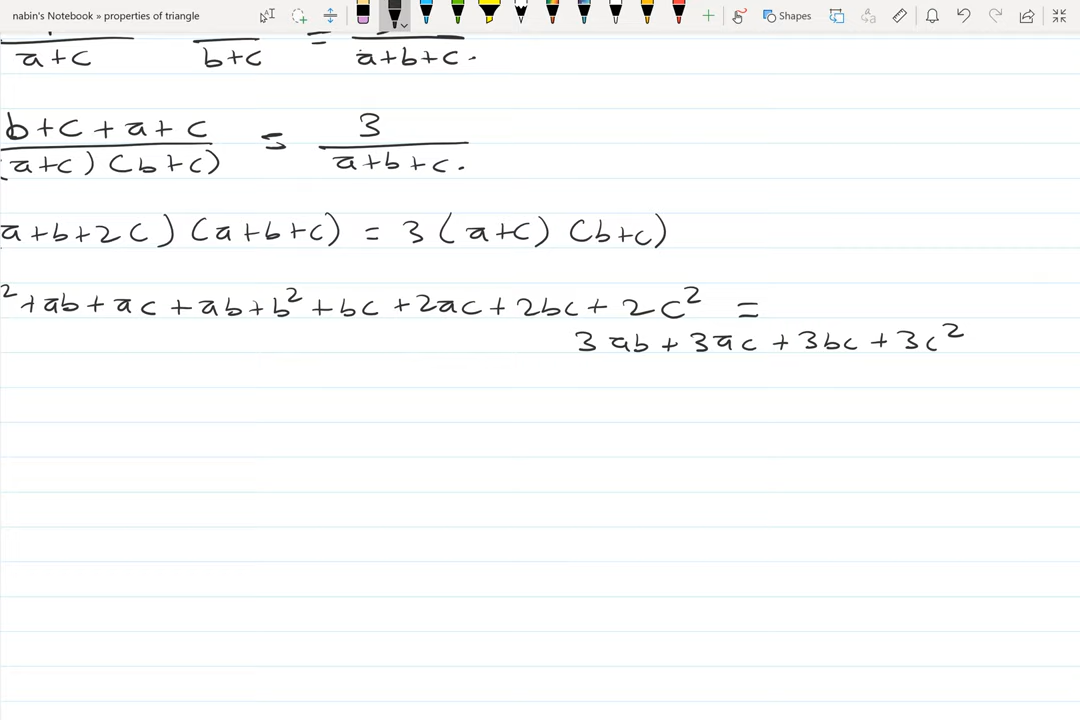 nabin's Notebook » properties of triangle
Shapes
a+c b+c = a+b+c.
b+c+a+c = 3
(a+c)(b+c) a+b+c.
a+b+2c)(a+b+c) = 3(a+c)(b+c)
²+ab+ac+ab+b²+bc+2ac+2bc+2c² =
3ab+3ac+3bc+3c²